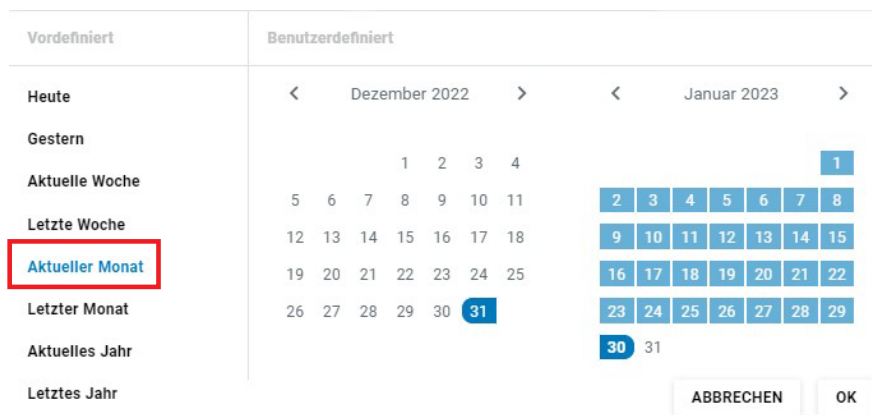 Vordefiniert
Benutzerdefiniert
Heute
Gestern
Aktuelle Woche
Letzte Woche
Aktueller Monat
Letzter Monat
Aktuelles Jahr
Letztes Jahr
Dezember 2022
1 2 3 4
5 6 7 8 9 10 11
12 13 14 15 16 17 18
19 20 21 22 23 24 25
26 27 28 29 30 31
Januar 2023
1
2 3 4 5 6 7 8
9 10 11 12 13 14 15
16 17 18 19 20 21 22
23 24 25 26 27 28 29
30 31
ABBRECHEN OK